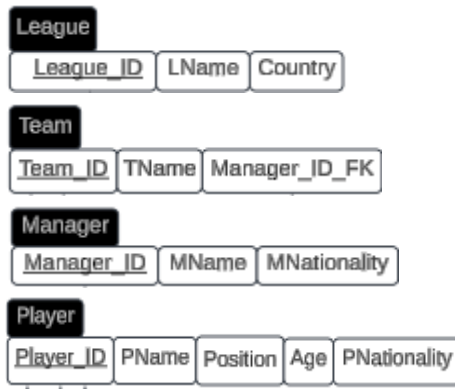 League
League_ID LName Country
Team
Team_ID TName Manager_ID_FK
Manager
Manager_ID MName MNationality
Player
Player_ID PName Position Age PNationality